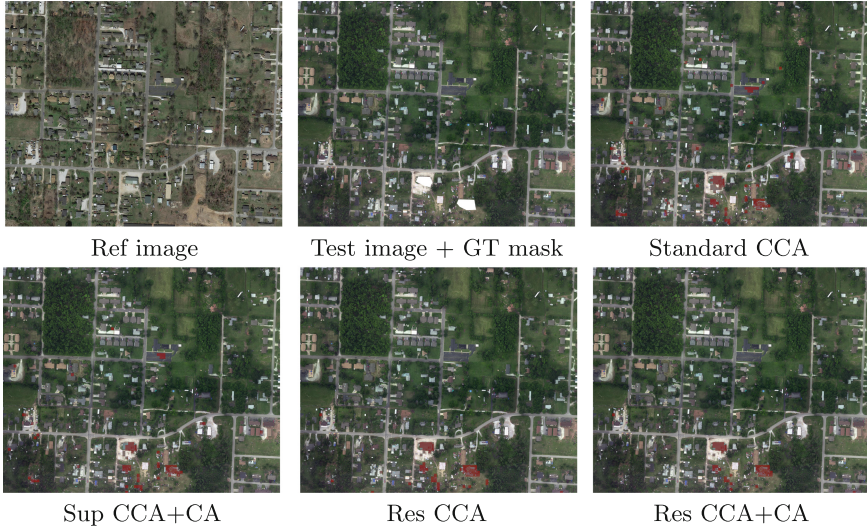 Ref image
Test image + GT mask
Standard CCA
Sup CCA+CA
Res CCA
Res CCA+CA